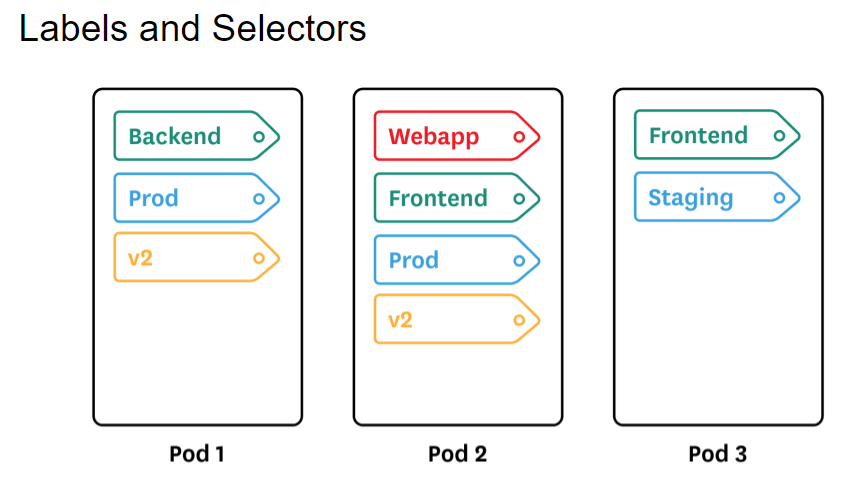 Labels and Selectors
Backend
Prod
v2
Pod 1
Webapp
Frontend
Prod
v2
Pod 2
Frontend
Staging
Pod 3